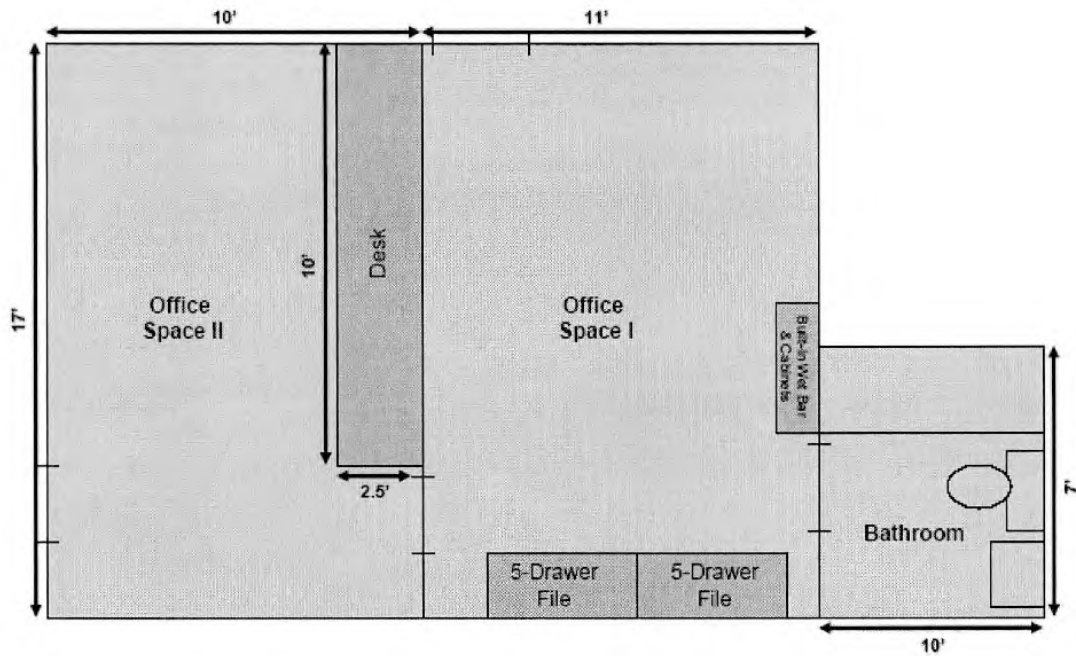 10'
11'
17'
10'
Desk
Office
Space II
Office
Space I
Built-in Wet Bar
& Cabinets
2.5'
7'
Bathroom
5-Drawer
File
5-Drawer
File
10'